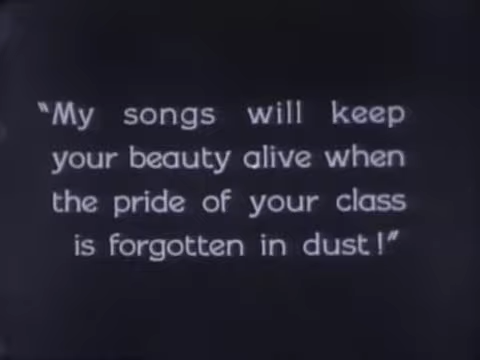 "My songs will keep
your beauty alive when
the pride of your class
is forgotten in dust!"